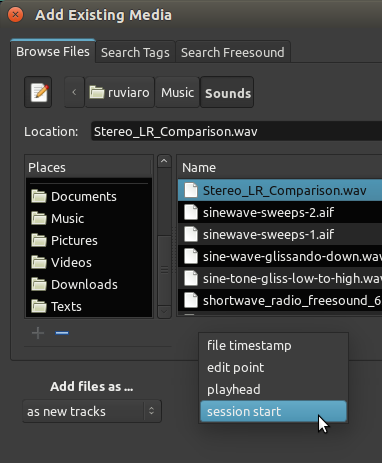 Add Existing Media
Browse Files Search Tags Search Freesound
ruviaro Music Sounds
Location: Stereo_LR_Comparison.wav
Places
Documents
Music
Pictures
Videos
Downloads
Texts
Name
Stereo_LR_Comparison.wav
sinewave-sweeps-2.aif
sinewave-sweeps-1.aif
sine-wave-glissando-down.wav
sine-tone-gliss-low-to-high.wav
shortwave_radio_freesound_6
Add files as ...
as new tracks
file timestamp
edit point
playhead
session start